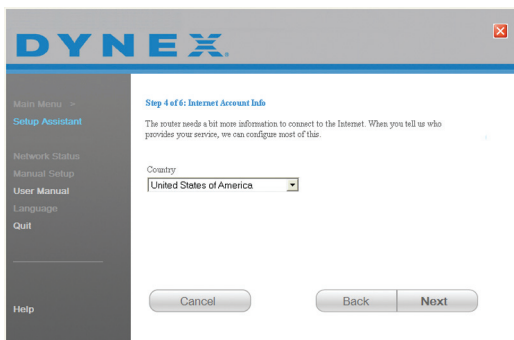 DYNEX
Main Menu >
Setup Assistant
Network Status
Manual Setup
User Manual
Language
Quit
Help
Step 4 of 6: Internet Account Info
The router needs a bit more information to connect to the Internet. When you tell us who
provides your service, we can configure most of this.
Country
United States of America
Cancel
Back
Next